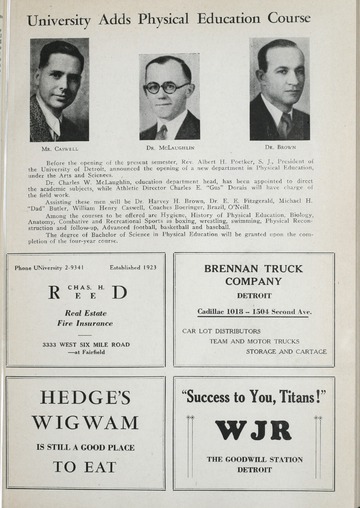 University Adds Physical Education Course
MR. CASWELL
DR. MCLAUGHLIN
DR. BROWN
Before the opening of the present semester, Rev. Albert H. Poetker, S. J., President of
the University of Detroit, announced the opening of a new department in Physical Education,
under the Arts and Sciences.
Dr. Charles W. McLaughlin, education department head, has been appointed to direct
the academic subjects, while Athletic Director Charles E. "Gus" Dorais will have charge of
the field work.
Assisting these men will be Dr. Harvey H. Brown, Dr. E. E. Fitzgerald, Michael H.
"Dad" Butler, William Henry Caswell, Coaches Boeringer, Brazil, O'Neill.
Among the courses to be offered are Hygiene, History of Physical Education, Biology,
Anatomy, Combative and Recreational Sports as boxing, wrestling, swimming, Physical Recon-
struction and follow-up, Advanced football, basketball and baseball.
The degree of Bachelor of Science in Physical Education will be granted upon the com-
pletion of the four-year course.
Phone UNiversity 2-9341 Established 1923
CHAS. H.
REED
Real Estate
Fire Insurance
3333 WEST SIX MILE ROAD
—at Fairfield
BRENNAN TRUCK
COMPANY
DETROIT
Cadillac 1018 – 1504 Second Ave.
CAR LOT DISTRIBUTORS
TEAM AND MOTOR TRUCKS
STORAGE AND CARTAGE
HEDGE'S
WIGWAM
IS STILL A GOOD PLACE
TO EAT
"Success to You, Titans!"
WJR
THE GOODWILL STATION
DETROIT